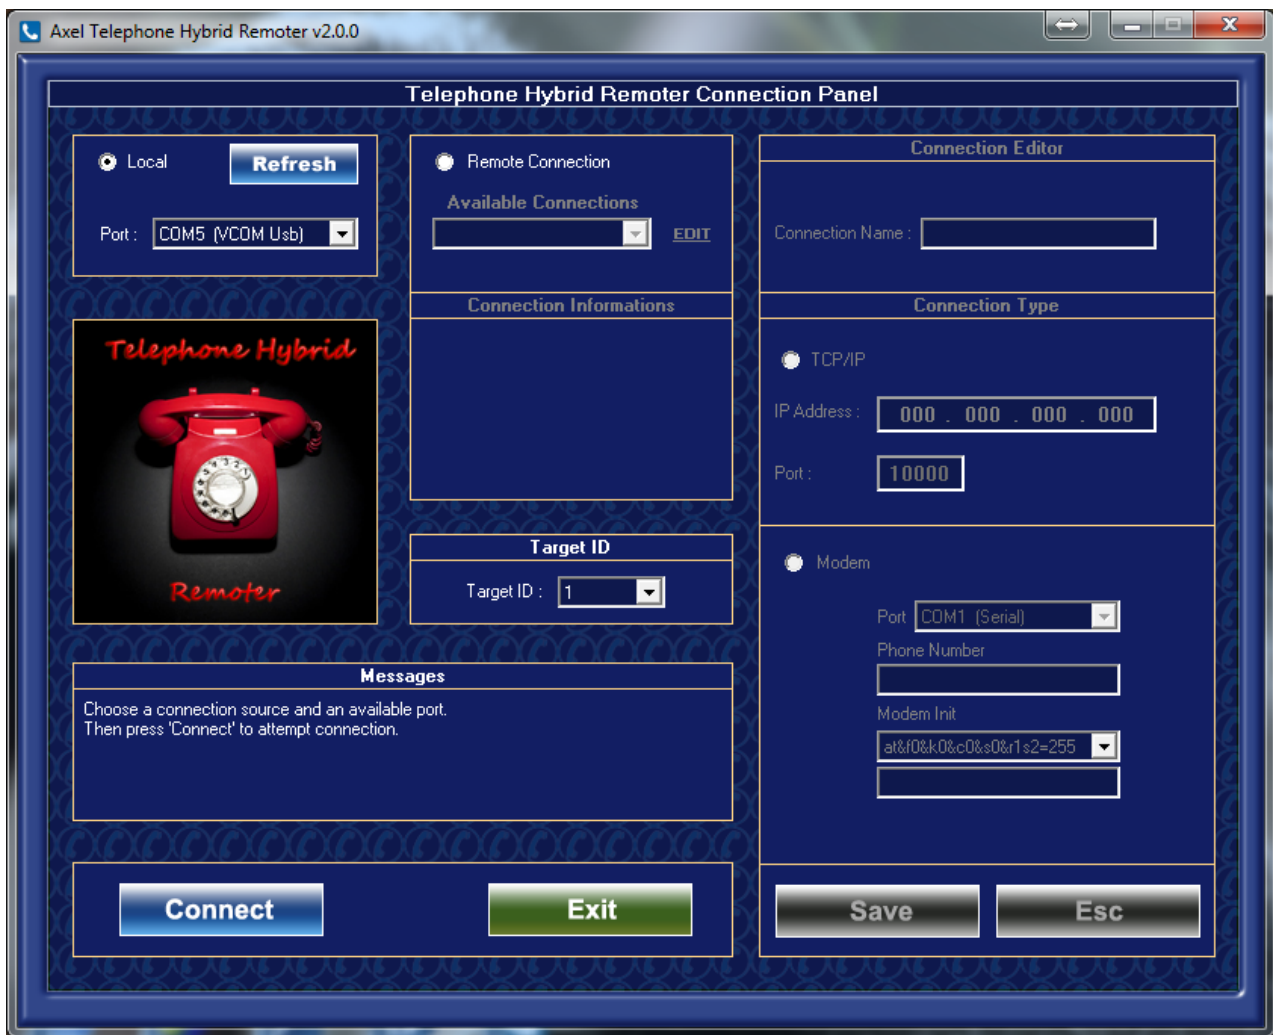 Axel Telephone Hybrid Remoter v2.0.0
Telephone Hybrid Remoter Connection Panel
Local
Refresh
Port :
COM5 (VCOM Usb)
Remote Connection
Available Connections
EDIT
Connection Informations
Telephone Hybrid
Remoter
Target ID
Target ID :
1
Messages
Choose a connection source and an available port.
Then press 'Connect' to attempt connection.
Connect
Exit
Connection Editor
Connection Name :
Connection Type
TCP/IP
IP Address :
000 . 000 . 000 . 000
Port :
10000
Modem
Port
COM1 (Serial)
Phone Number
Modem Init
at&f0&k0&c0&s0&r1s2=255
Save
Esc